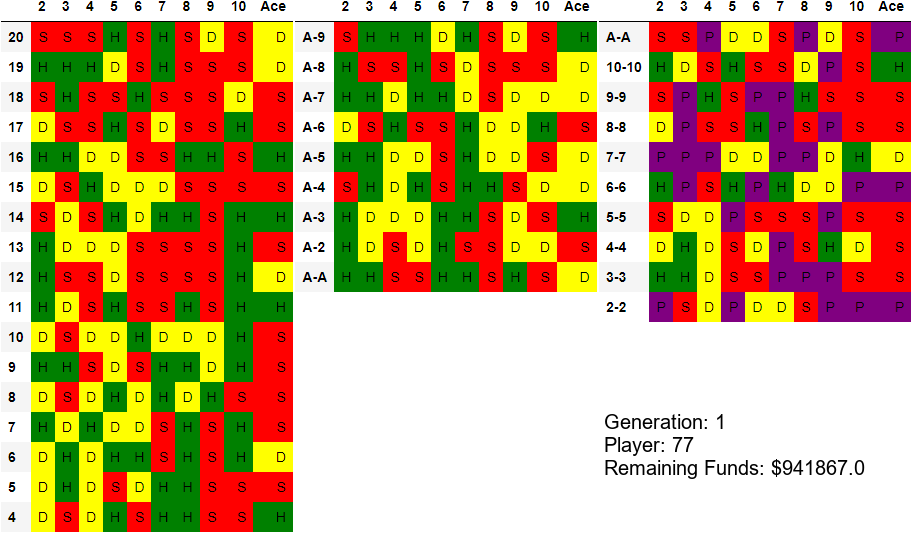 2 3 4 5 6 7 8 9 10 Ace
20 S S S H S H S D S D
19 H H H D S H S S S D
18 S H S S H S S S D S
17 D S S H S D S S H S
16 H H D D S S H H S H
15 D S H D D D S S S S
14 S D S H D H H S H H
13 H D D D S S S S H S
12 H S S D S S S S H D
11 H D S H S S H S H H
10 D S D D H D D D H S
9 H H S D S H H D H S
8 D S D H D H D H S S
7 H D H D D S H S H S
6 D H D H H S H S H D
5 D H D S D H H S S S
4 D S D H S H H S S H
2 3 4 5 6 7 8 9 10 Ace
A-9 S H H H D H S D S H
A-8 H S S H S D S S S D
A-7 H H D H H D S D D D
A-6 D S H S S H D D H S
A-5 H H D D S H D D S D
A-4 S H D H S H H S D D
A-3 H D D D H H S D S H
A-2 H D S D H S S D D S
A-A H H S S H H S H S D
2 3 4 5 6 7 8 9 10 Ace
A-A S S P D D S P D S P
10-10 H D S H S S D P S H
9-9 S P H S P P H S S S
8-8 D P S S H P S P S S
7-7 P P P D D P P D H D
6-6 H P S H P H D D P P
5-5 S D D P S S S P S S
4-4 D H D S D P S H D S
3-3 H H D S S P P P S S
2-2 P S D P D D S P P P
Generation: 1
Player: 77
Remaining Funds: $941867.0